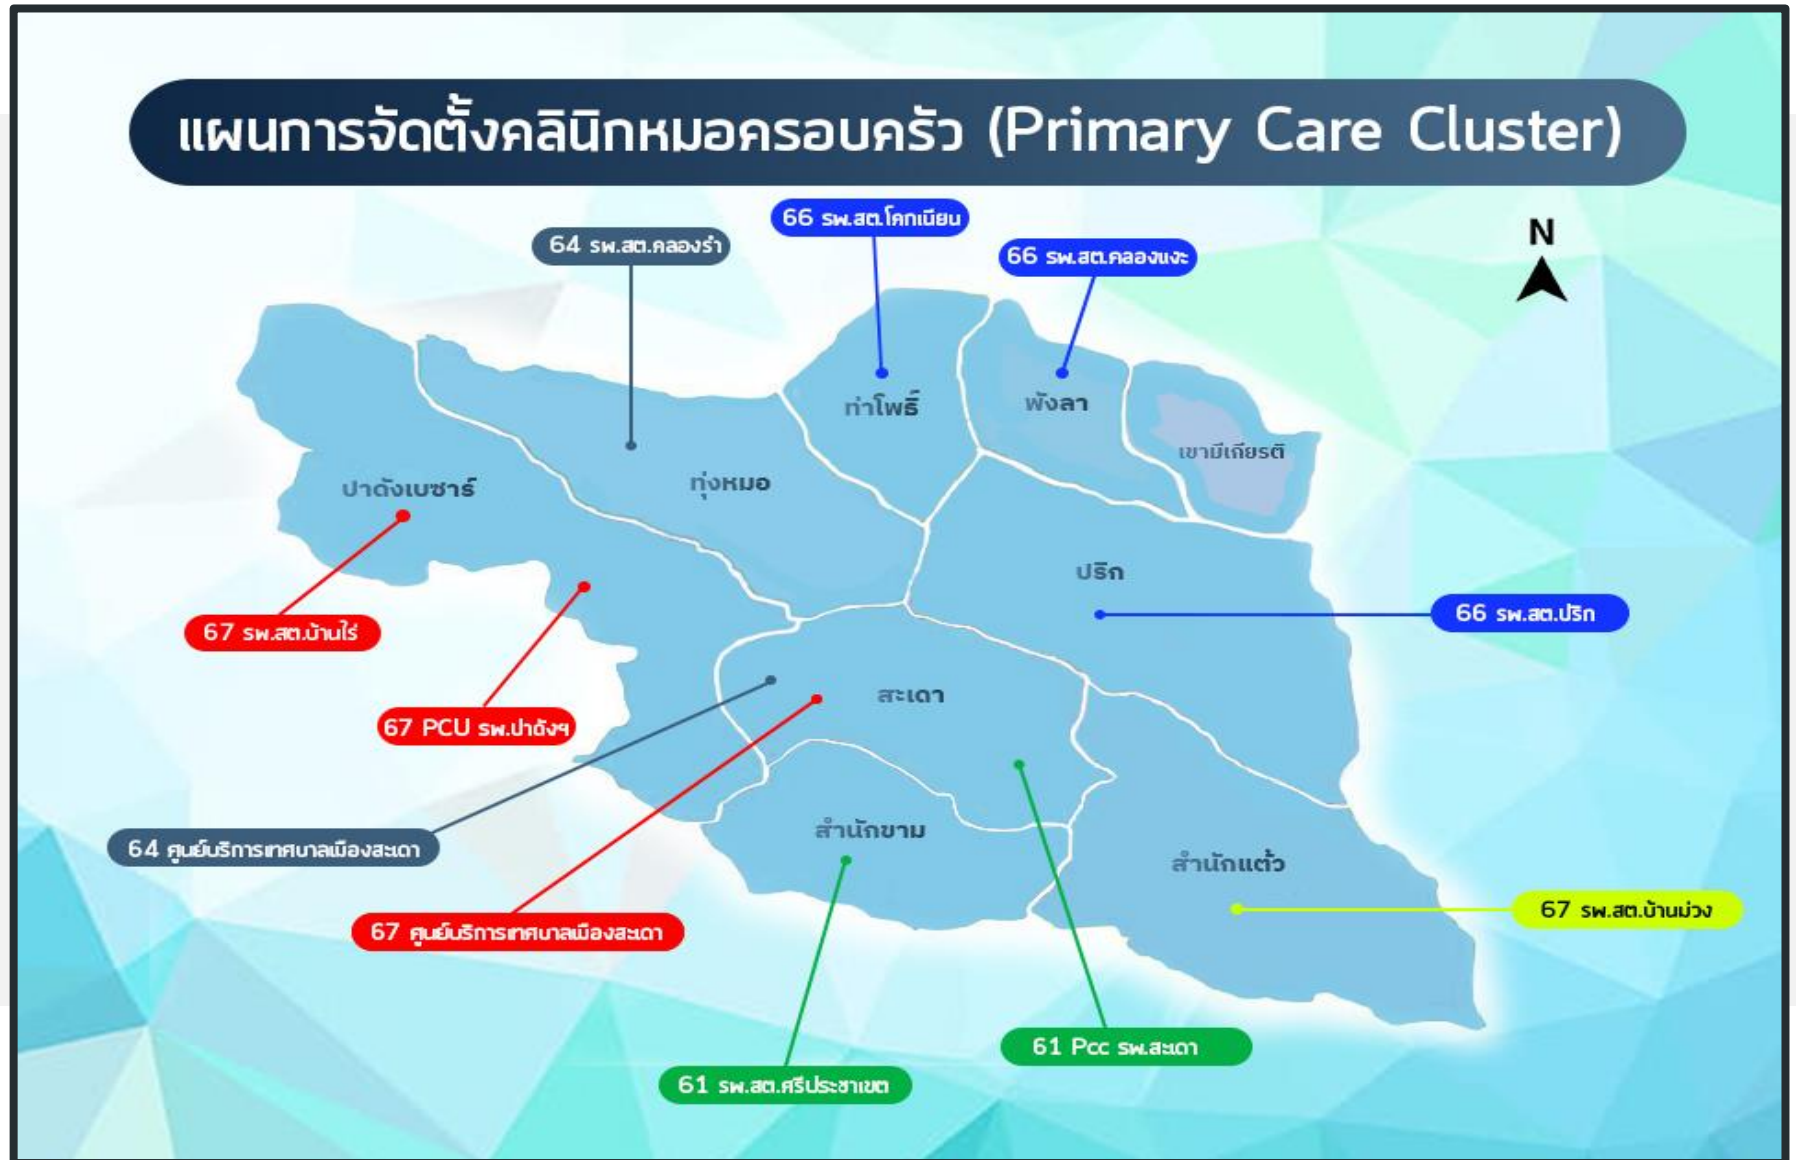 แผนการจัดตั้งคลินิกหมอครอบครัว (Primary Care Cluster)
66 รพ.สต.โคกเนียน
64 รพ.สต.คลองรำ
66 รพ.สต.คลองแงะ
N
ท่าโพธิ์
พังลา
เขามีเกียรติ
ปาดังเบซาร์
ทุ่งหมอ
ปริก
67 รพ.สต.บ้านไร่
66 รพ.สต.ปริก
สะเดา
67 PCU รพ.ปาดังฯ
สำนักขาม
64 ศูนย์บริการเทศบาลเมืองสะเดา
สำนักแต้ว
67 รพ.สต.บ้านม่วง
67 ศูนย์บริการเทศบาลเมืองสะเดา
61 Pcc รพ.สะเดา
61 รพ.สต.ศรีประชาเขต